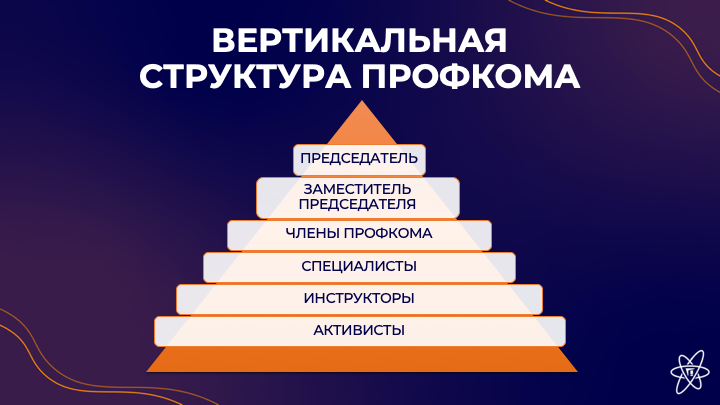 ВЕРТИКАЛЬНАЯ
СТРУКТУРА ПРОФКОМА
ПРЕДСЕДАТЕЛЬ
ЗАМЕСТИТЕЛЬ
ПРЕДСЕДАТЕЛЯ
ЧЛЕНЫ ПРОФКОМА
СПЕЦИАЛИСТЫ
ИНСТРУКТОРЫ
АКТИВИСТЫ